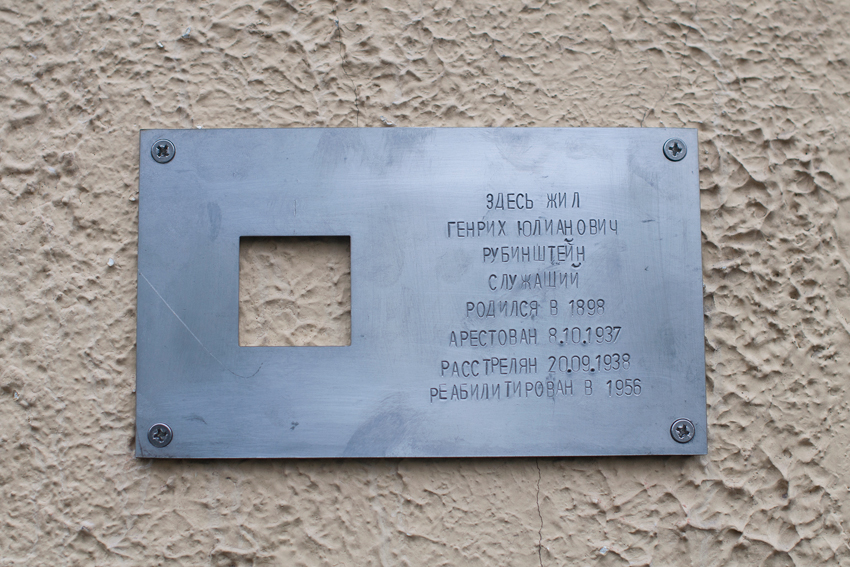 ЗДЕСЬ ЖИЛ
ГЕНРИХ ЮЛИАНОВИЧ
РУБИНШТЕЙН
СЛУЖАЩИЙ
РОДИЛСЯ В 1898
АРЕСТОВАН 8.10.1937
РАССТРЕЛЯН 20.09.1938
РЕАБИЛИТИРОВАН В 1956